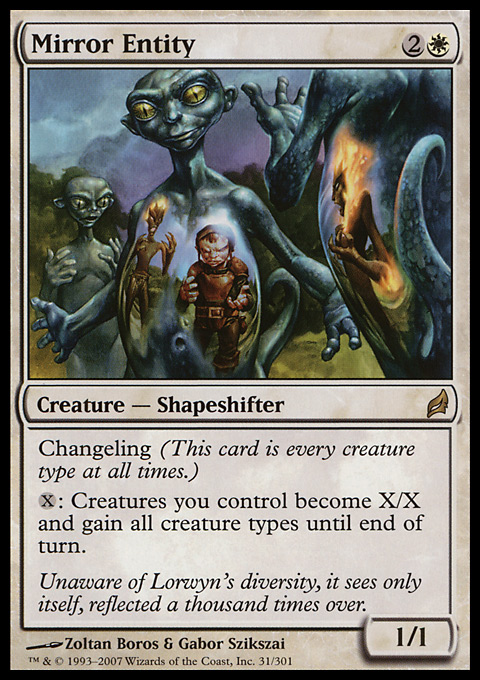 Mirror Entity 2
Creature — Shapeshifter
Changeling (This card is every creature
type at all times.)
X: Creatures you control become X/X
and gain all creature types until end of
turn.
Unaware of Lorwyn's diversity, it sees only
itself, reflected a thousand times over.
Zoltan Boros & Gabor Szikszai
1/1
™ & © 1993–2007 Wizards of the Coast, Inc. 31/301